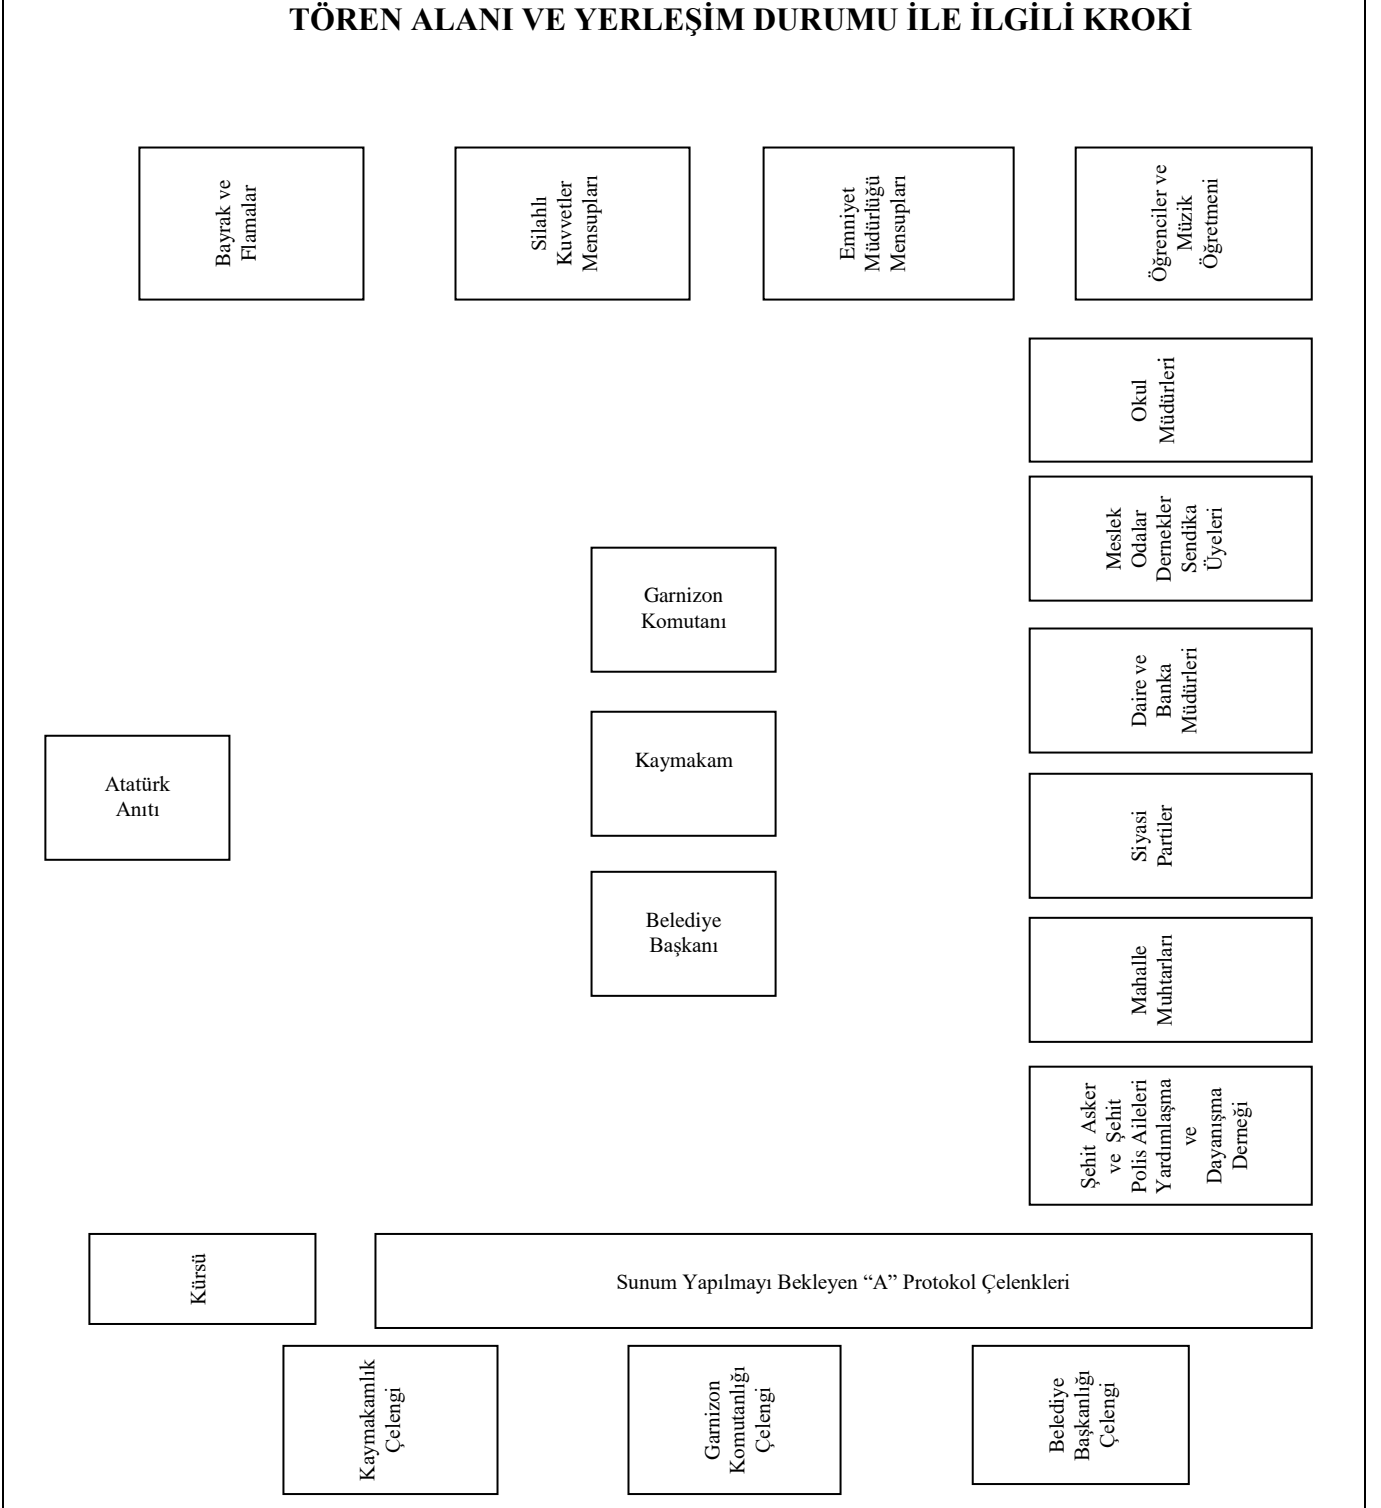 TÖREN ALANI VE YERLEŞİM DURUMU İLE İLGİLİ KROKİ
Bayrak ve
Flamalar
Silahlı
Kuvvetler
Mensupları
Emniyet
Müdürlüğü
Mensupları
Öğrenciler ve
Müzik
Öğretmeni
Okul
Müdürleri
Meslek
Odalar
Dernekler
Sendika
Üyeleri
Garnizon
Komutanı
Daire ve
Banka
Müdürleri
Kaymakam
Atatürk
Anıtı
Siyasi
Partiler
Belediye
Başkanı
Mahalle
Muhtarları
Şehit Asker
ve Şehit
Polis Aileleri
Yardımlaşma
ve
Dayanışma
Derneği
Kürsü
Sunum Yapılmayı Bekleyen “A” Protokol Çelenkleri
Kaymakamlık
Çelengi
Garnizon
Komutanlığı
Çelengi
Belediye
Başkanlığı
Çelengi